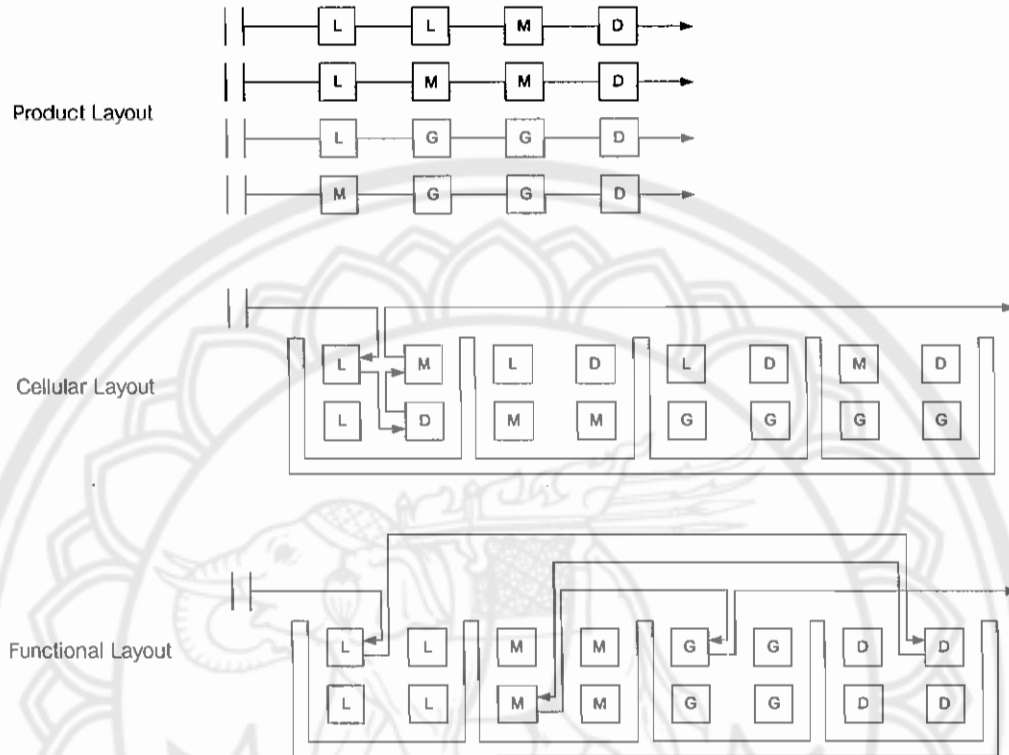 L L M D
Product Layout
L M M D
L G G D
M G G D
Cellular Layout
L M L D L D M D
L D M M G G G G
Functional Layout
L L M M G G D D
L L M M G G D D